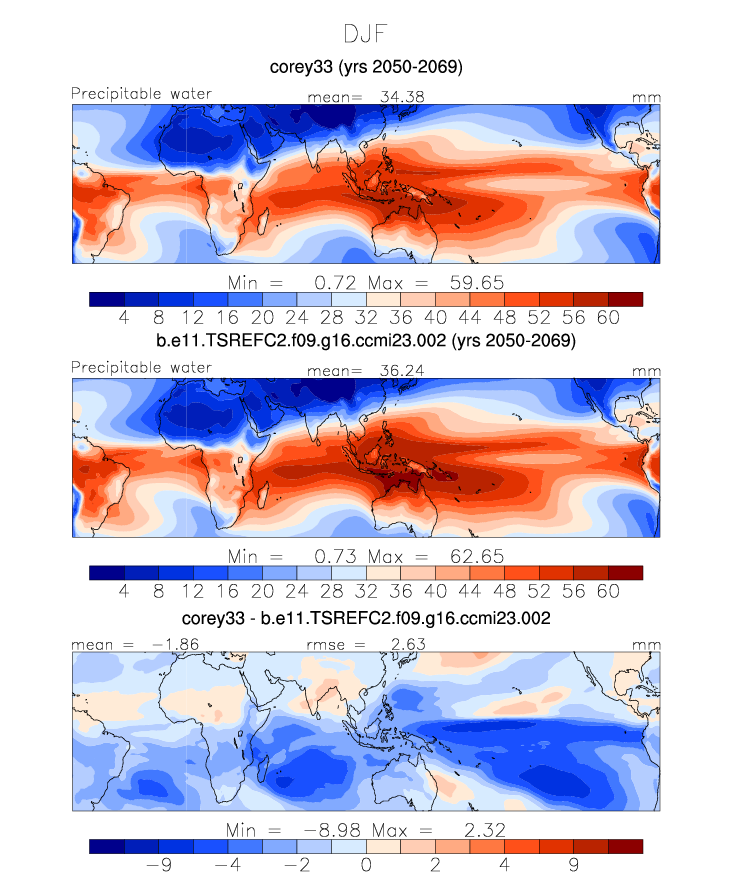 DJF
corey33 (yrs 2050-2069)
Precipitable water mean= 34.38 mm
Min = 0.72 Max = 59.65
4 8 12 16 20 24 28 32 36 40 44 48 52 56 60
b.e11.TSREFC2.f09.g16.ccmi23.002 (yrs 2050-2069)
Precipitable water mean= 36.24 mm
Min = 0.73 Max = 62.65
4 8 12 16 20 24 28 32 36 40 44 48 52 56 60
corey33 - b.e11.TSREFC2.f09.g16.ccmi23.002
mean = −1.86 rmse = 2.63 mm
Min = −8.98 Max = 2.32
−9 −4 −2 0 2 4 9